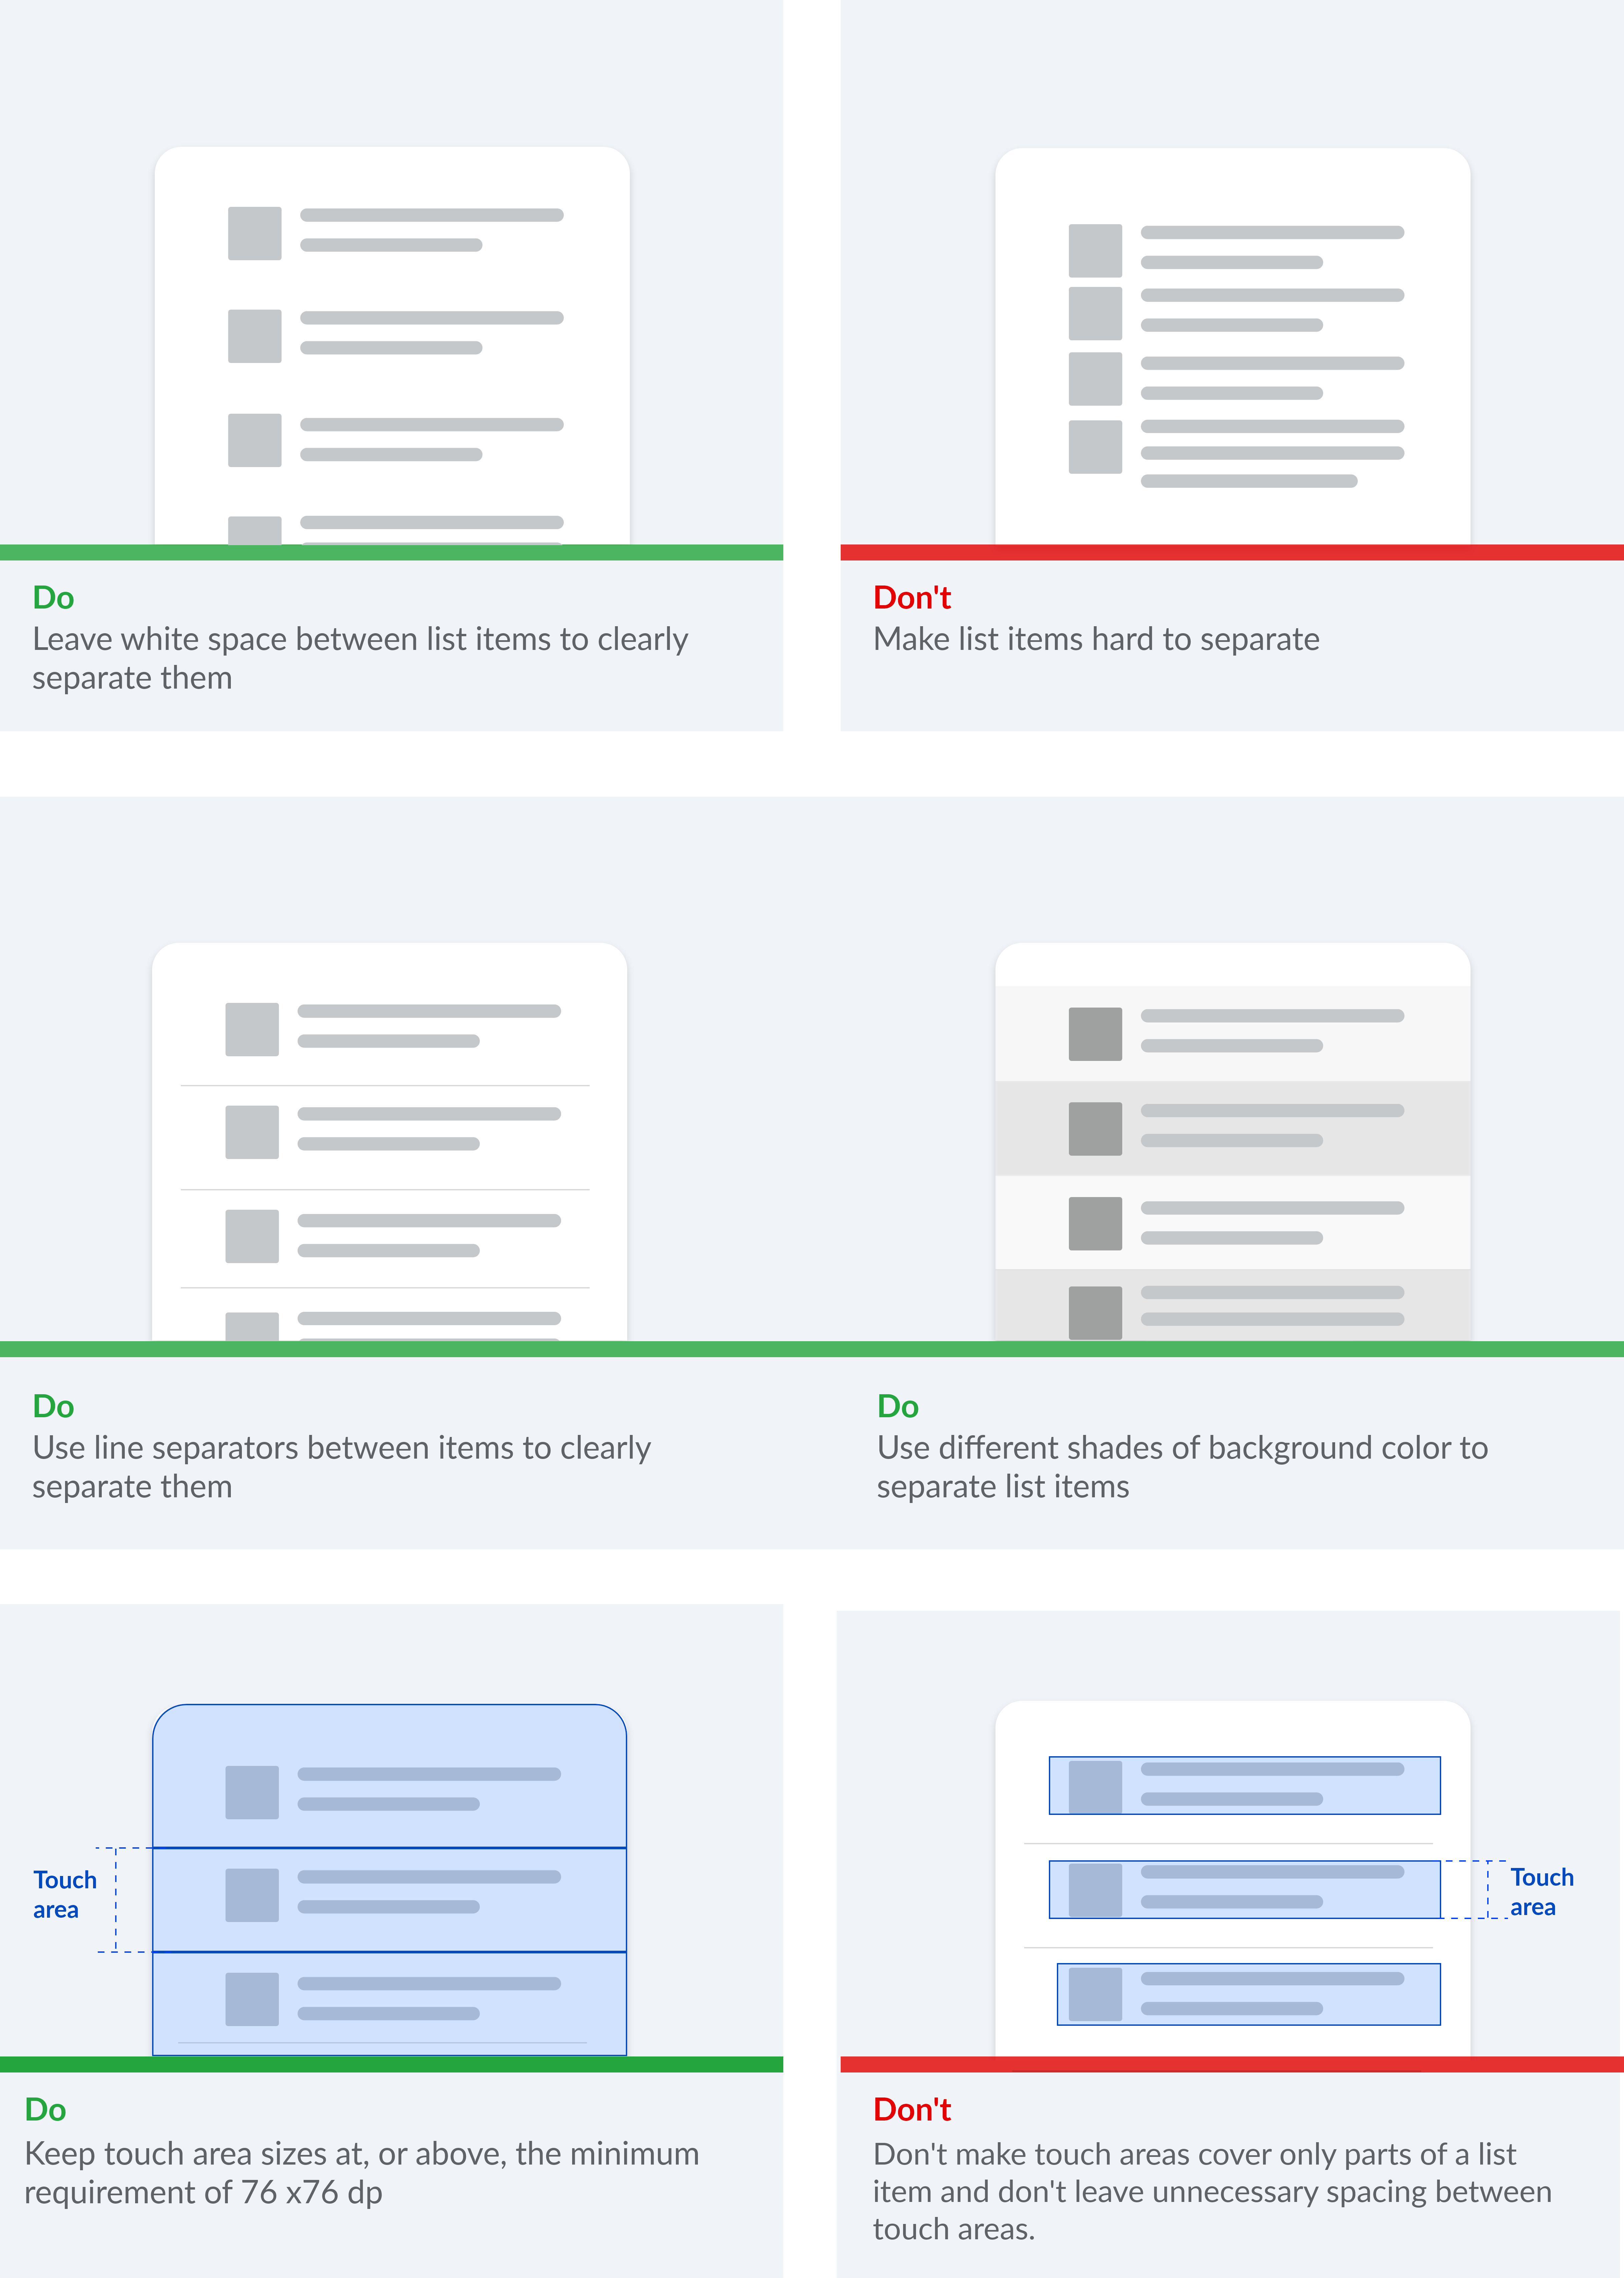 Do
Leave white space between list items to clearly
separate them
Don't
Make list items hard to separate
Do
Use line separators between items to clearly
separate them
Do
Use different shades of background color to
separate list items
Touch
area
Touch
area
Do
Keep touch area sizes at, or above, the minimum
requirement of 76 x76 dp
Don't
Don't make touch areas cover only parts of a list
item and don't leave unnecessary spacing between
touch areas.